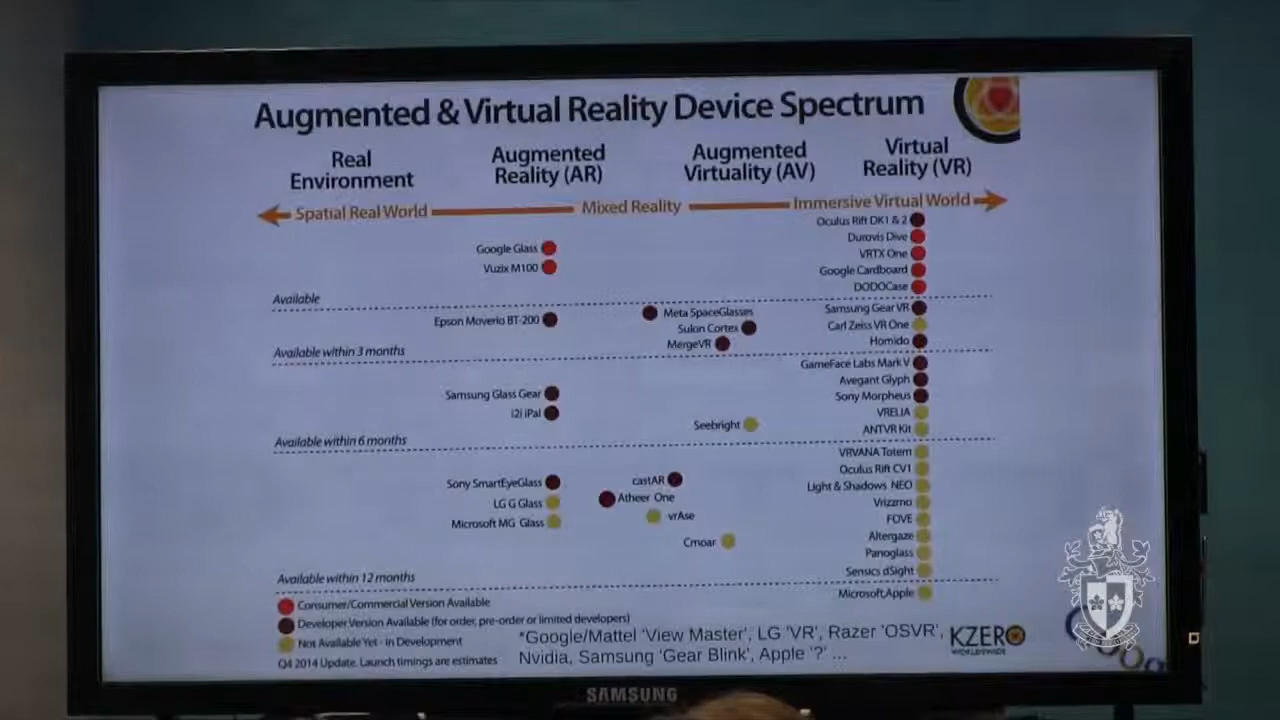 Augmented & Virtual Reality Device Spectrum
Real Environment
Augmented Reality (AR)
Augmented Virtuality (AV)
Virtual Reality (VR)
Spatial Real World
Mixed Reality
Immersive Virtual World
Oculus Rift DK1 & 2
Durovis Dive
Google Glass
VRTX One
Vuzix M100
Google Cardboard
DODOCase
Available
Samsung Gear VR
Epson Moverio BT-200
Meta SpaceGlasses
Sulon Cortex
Carl Zeiss VR One
MergeVR
Homido
Available within 3 months
GameFace Labs Mark V
Avegant Glyph
Samsung Glass Gear
Sony Morpheus
i2i iPal
VRELIA
Seebright
ANTVR Kit
Available within 6 months
VRVANA Totem
Oculus Rift CV1
Sony SmartEyeGlass
castAR
Light & Shadows NEO
LG G Glass
Atheer One
Vrizzmo
Microsoft MG Glass
vrAse
FOVE
Cmoar
Altergaze
Panoglass
Sensics dSight
Available within 12 months
Microsoft,Apple
Consumer/Commercial Version Available
Developer Version Available (for order, pre-order or limited developers)
Not Available Yet - in Development
Q4 2014 Update. Launch timings are estimates
*Google/Mattel 'View Master', LG 'VR', Razer 'OSVR',
Nvidia, Samsung 'Gear Blink', Apple '?' ...
KZERO
WORLDSWIDE
SAMSUNG